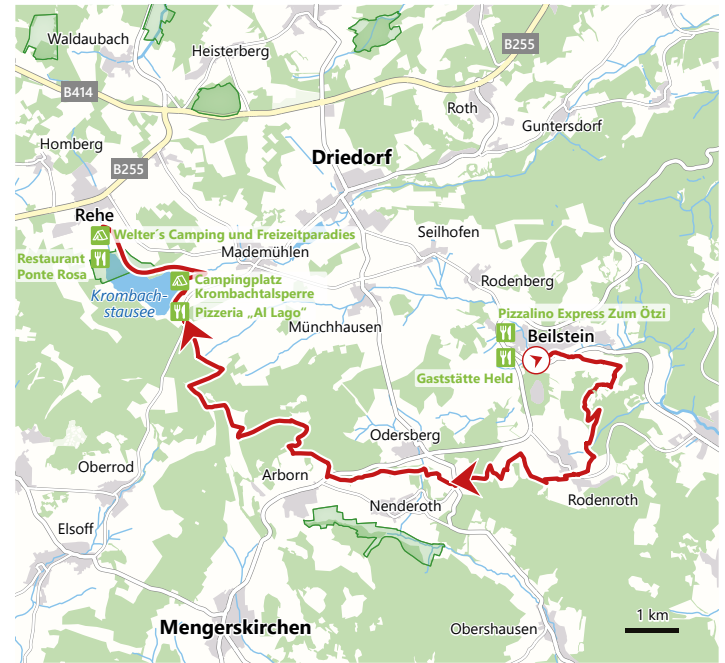 Waldaubach
Heisterberg
B255
B414
Roth
Guntersdorf
Homberg
Driedorf
B255
Rehe
Welter´s Camping und Freizeitparadies
Seilhofen
Restaurant
Ponte Rosa
Mademühlen
Campingplatz
Krombachtalsperre
Rodenberg
Krombach-
stausee
Pizzeria „Al Lago“
Münchhausen
Pizzalino Express Zum Ötzi
Beilstein
Gaststätte Held
Odersberg
Oberrod
Arborn
Rodenroth
Nenderoth
Elsoff
1 km
Mengerskirchen
Obershausen